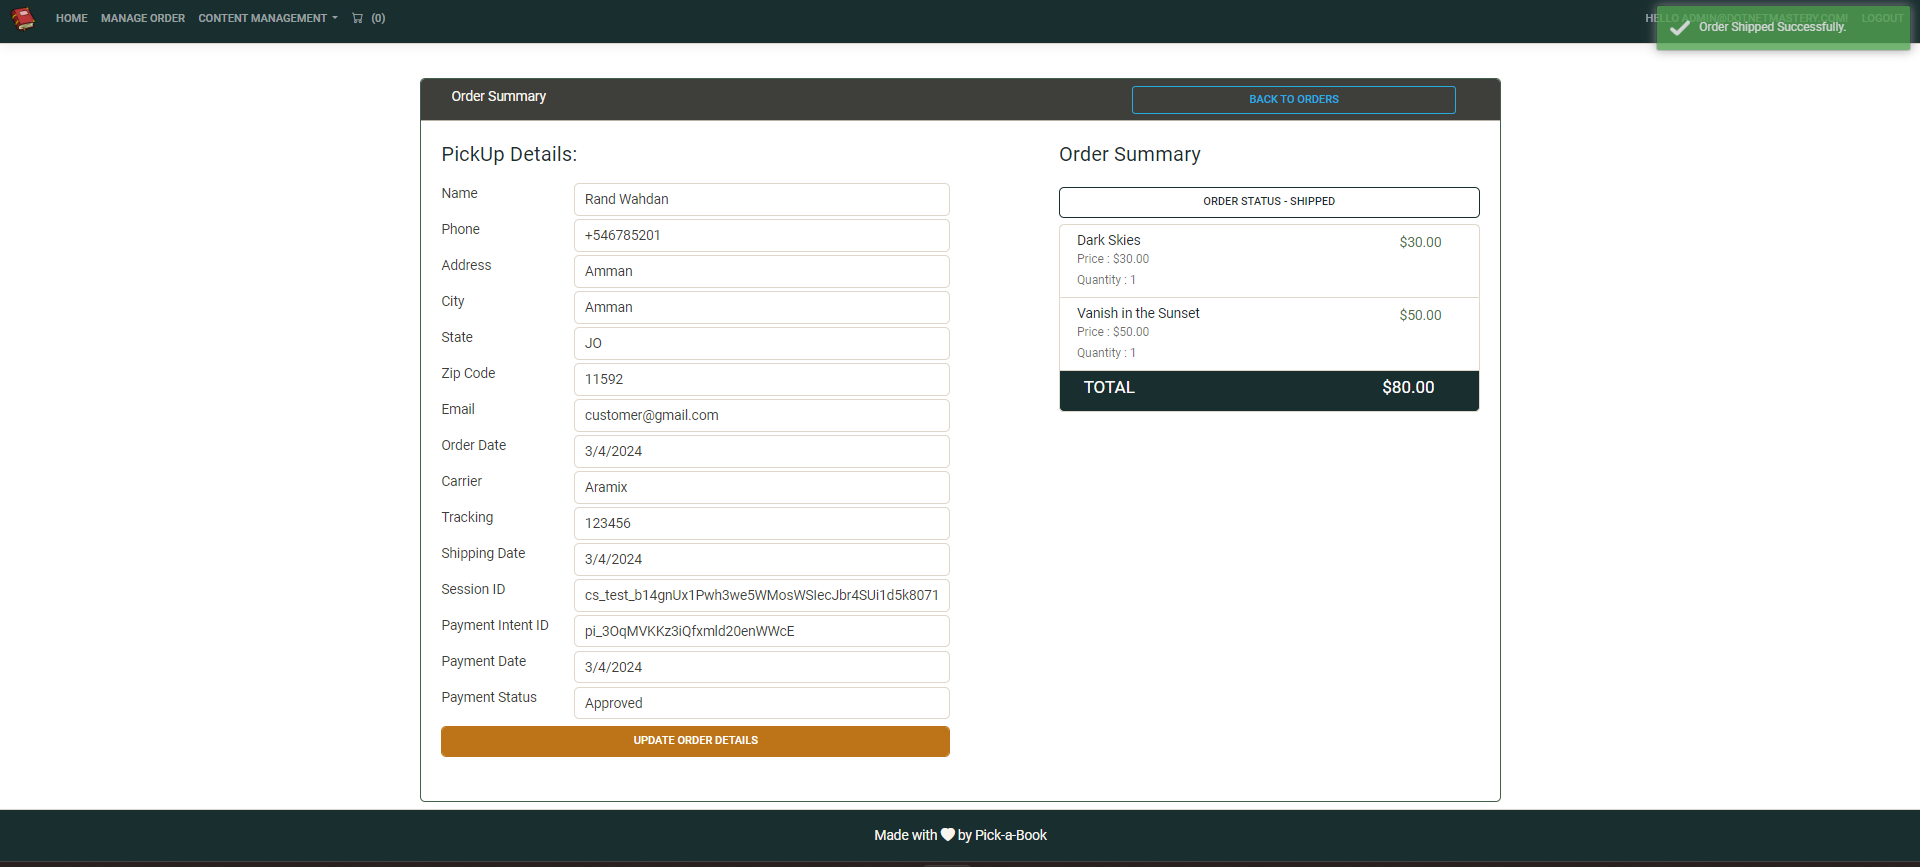 HOME MANAGE ORDER CONTENT MANAGEMENT (0) HELLO ADMIN@DOTNETMASTERY.COM! LOGOUT
Order Shipped Successfully.
Order Summary BACK TO ORDERS
PickUp Details:
Name Rand Wahdan
Phone +546785201
Address Amman
City Amman
State JO
Zip Code 11592
Email customer@gmail.com
Order Date 3/4/2024
Carrier Aramix
Tracking 123456
Shipping Date 3/4/2024
Session ID cs_test_b14gnUx1Pwh3we5WMosWSIecJbr4SUi1d5k8071
Payment Intent ID pi_3OqMVKKz3iQfxmld20enWWcE
Payment Date 3/4/2024
Payment Status Approved
UPDATE ORDER DETAILS
Order Summary
ORDER STATUS - SHIPPED
Dark Skies $30.00
Price : $30.00
Quantity : 1
Vanish in the Sunset $50.00
Price : $50.00
Quantity : 1
TOTAL $80.00
Made with by Pick-a-Book